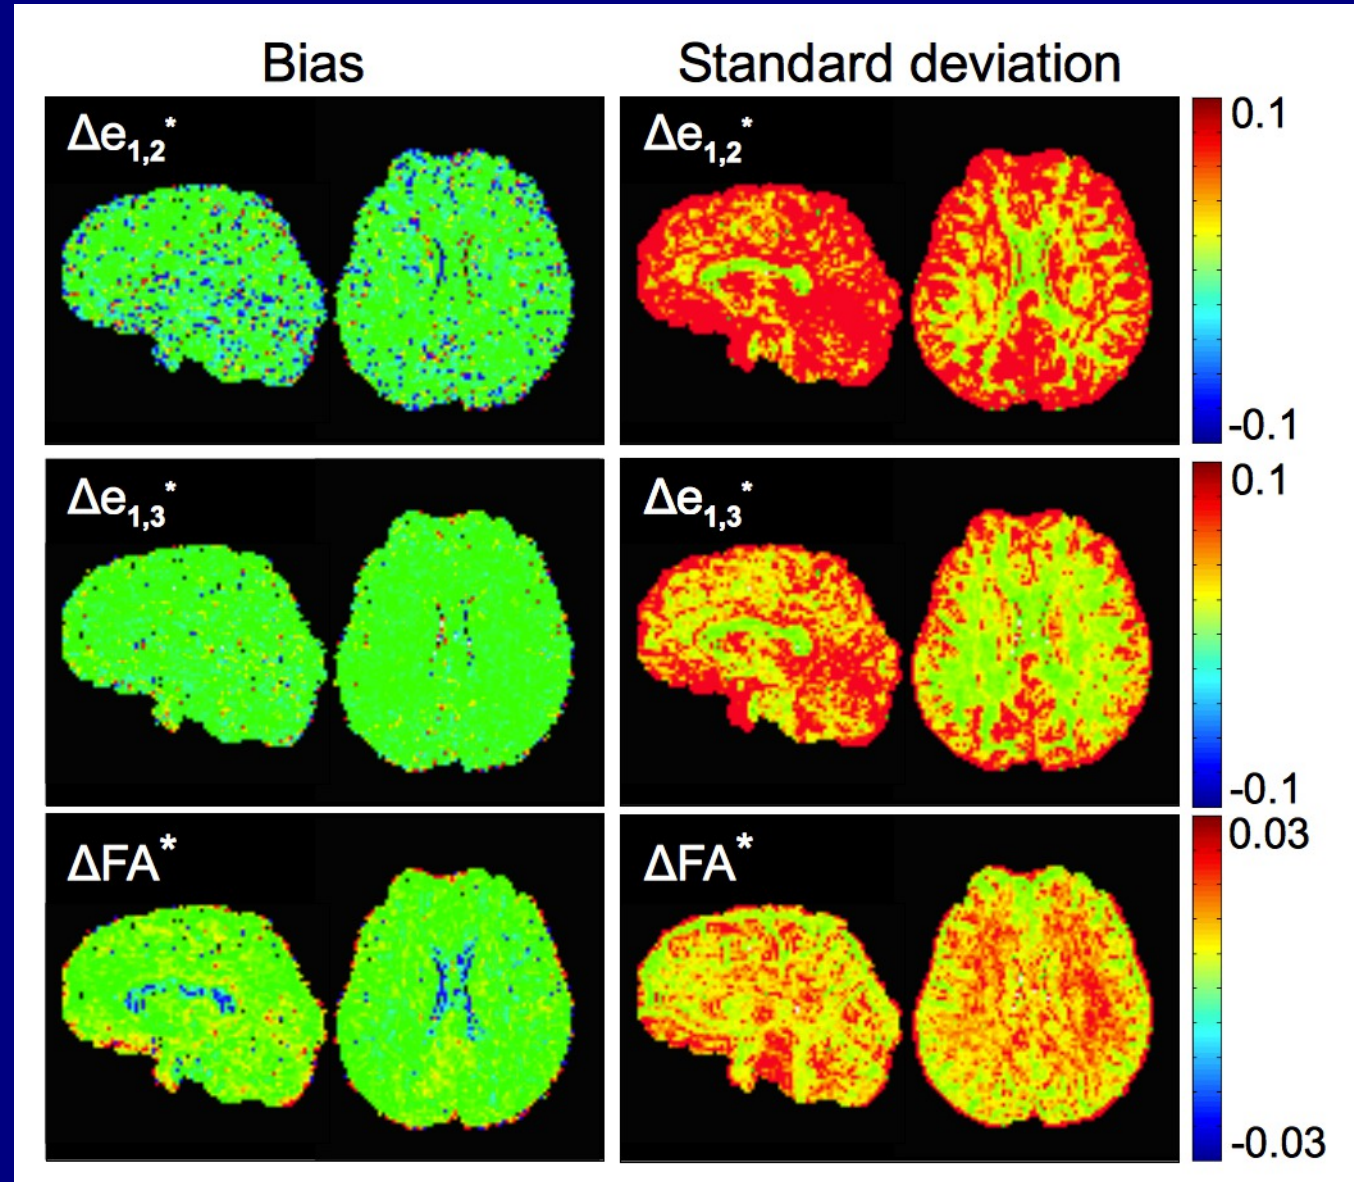 Bias Standard deviation
Δe1,2* Δe1,2* 0.1
-0.1
Δe1,3* Δe1,3* 0.1
-0.1
ΔFA* ΔFA* 0.03
-0.03